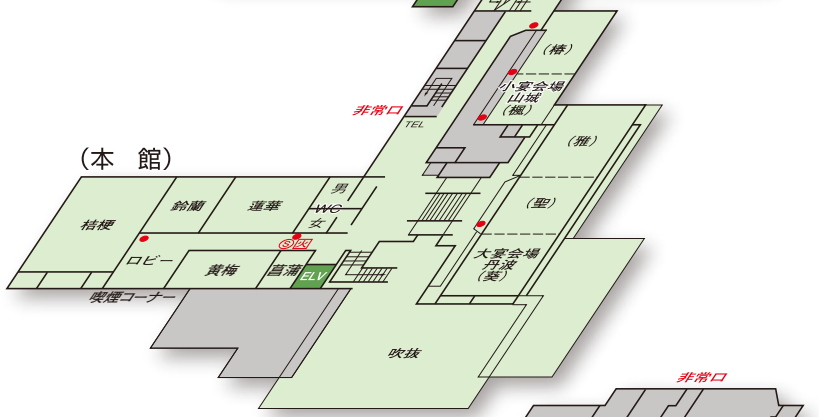 (椿)
小宴会場
山城
(楓)
非常口
TEL
(雅)
(本　館)
男
鈴蘭
蓮華
WC
(聖)
女
桔梗
大宴会場
丹波
(葵)
ロビー
黄梅
菖蒲
ELV
喫煙コーナー
吹抜
非常口